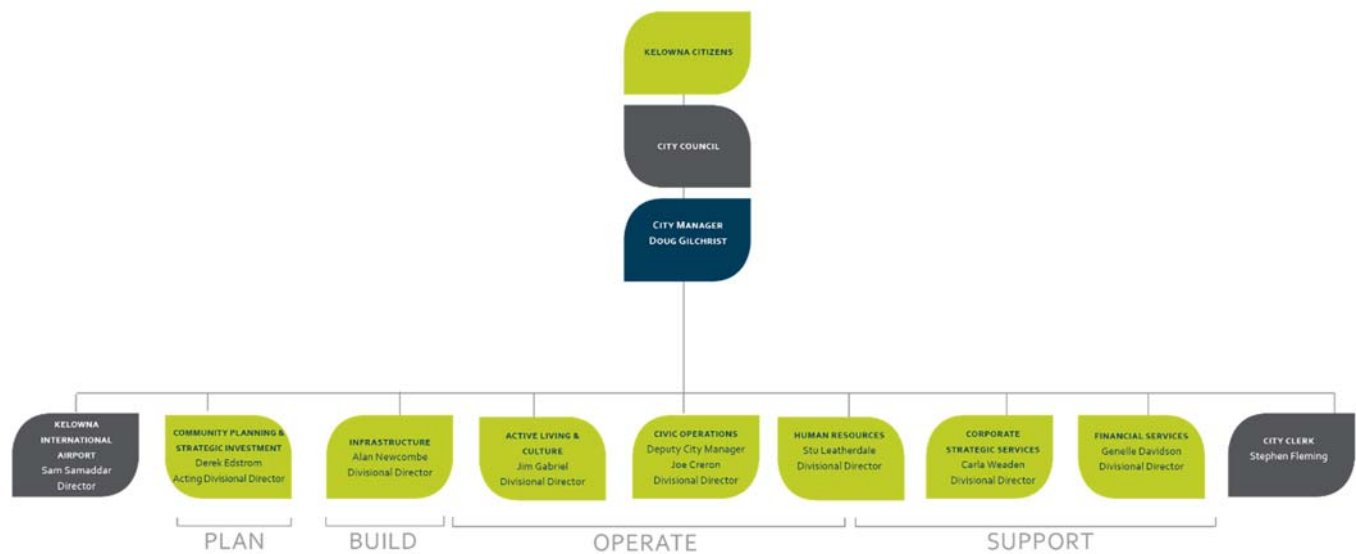 KELOWNA CITIZENS
CITY COUNCIL
CITY MANAGER
DOUG GILCHRIST
KELOWNA
INTERNATIONAL
AIRPORT
Sam Samaddar
Director
COMMUNITY PLANNING &
STRATEGIC INVESTMENT
Derek Edstrom
Acting Divisional Director
INFRASTRUCTURE
Alan Newcombe
Divisional Director
ACTIVE LIVING &
CULTURE
Jim Gabriel
Divisional Director
CIVIC OPERATIONS
Deputy City Manager
Joe Creron
Divisional Director
HUMAN RESOURCES
Stu Leatherdale
Divisional Director
CORPORATE
STRATEGIC SERVICES
Carla Weaden
Divisional Director
FINANCIAL SERVICES
Genelle Davidson
Divisional Director
CITY CLERK
Stephen Fleming
PLAN
BUILD
OPERATE
SUPPORT